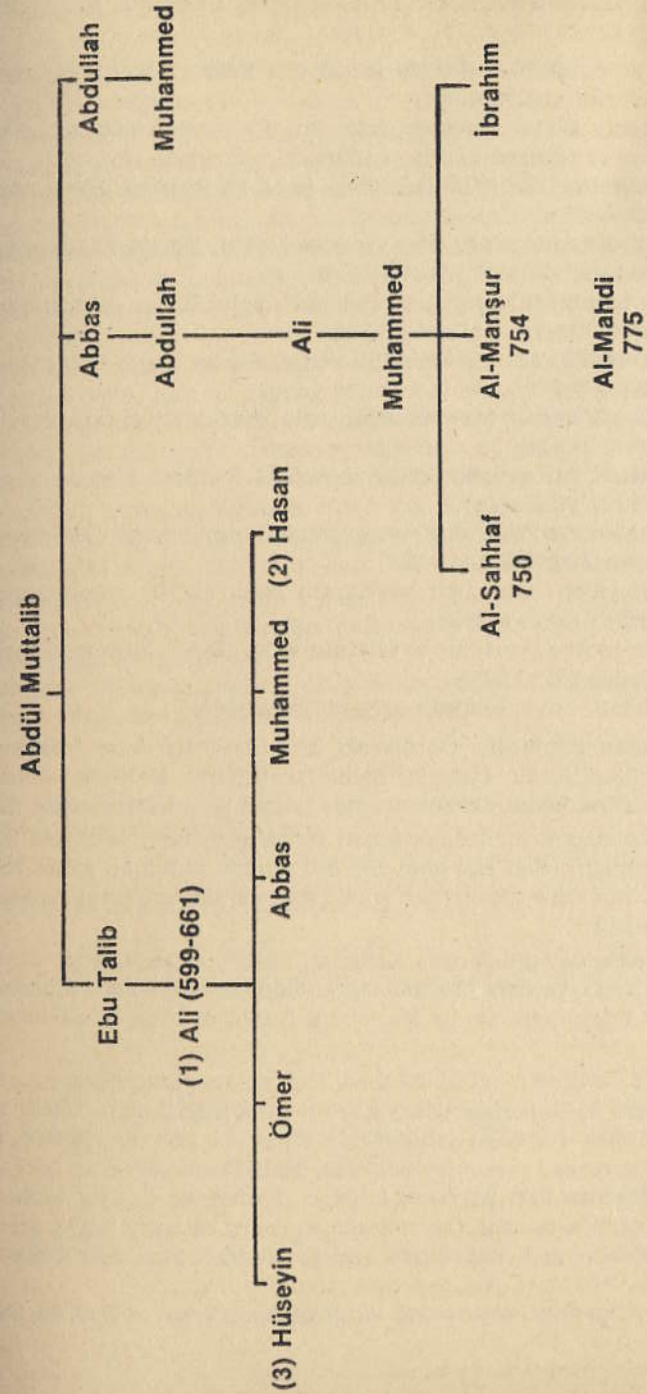 Abdül Muttalib
Ebu Talib Abbas Abdullah
(1) Ali (599-661) Abdullah Muhammed
(3) Hüseyin Ömer Abbas Muhammed (2) Hasan
Ali
Muhammed
Al-Sahhaf Al-Manşur İbrahim
750 754
Al-Mahdi
775